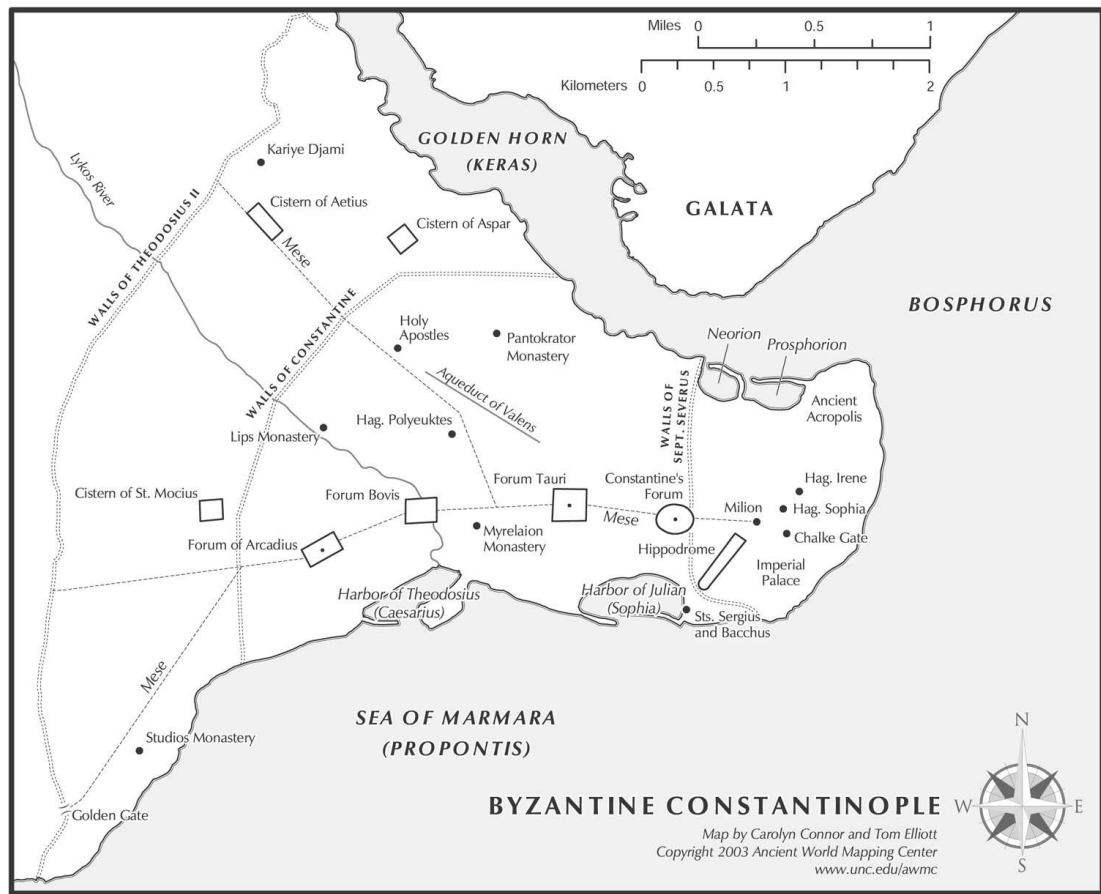 Miles 0 0.5 1
Kilometers 0 0.5 1 2
GOLDEN HORN
(KERAS)
Kariye Djami
Lykos River
Cistern of Aetius
Cistern of Aspar
Mese
GALATA
WALLS OF THEODOSIUS II
BOSPHORUS
WALLS OF CONSTANTINE
Holy
Apostles
Pantokrator
Monastery
Neorion
Prosphorion
Aqueduct of Valens
Ancient
Acropolis
WALLS OF
SEPT. SEVERUS
Lips Monastery
Hag. Polyeuktes
Cistern of St. Mocius
Forum Bovis
Forum Tauri
Constantine's
Forum
Hag. Irene
Milion
Hag. Sophia
Mese
Chalke Gate
Myrelaion
Monastery
Forum of Arcadius
Hippodrome
Imperial
Palace
Harbor of Theodosius
(Caesarius)
Harbor of Julian
(Sophia)
Sts. Sergius
and Bacchus
Mese
SEA OF MARMARA
(PROPONTIS)
Studios Monastery
Golden Gate
N
W
E
S
BYZANTINE CONSTANTINOPLE
Map by Carolyn Connor and Tom Elliott
Copyright 2003 Ancient World Mapping Center
www.unc.edu/awmc